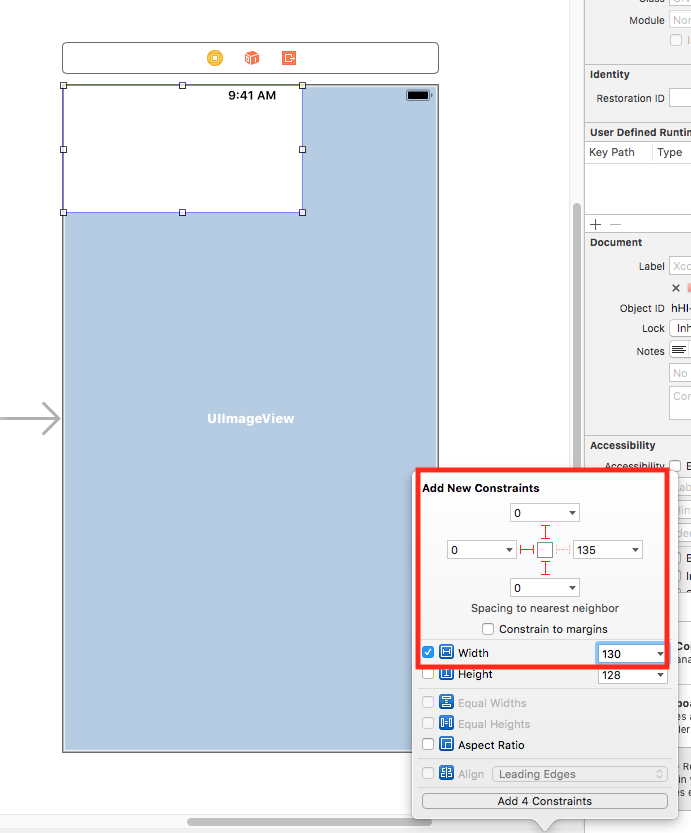 Class
Module
Identity
Restoration ID
User Defined Runtin
Key Path Type
9:41 AM
Document
Label Xco
Object ID hHI-
Lock Inh
Notes
No
Con
UIImageView
Accessibility
Accessibility E
Add New Constraints
0
0 135
0
Spacing to nearest neighbor
Constrain to margins
Width 130
Height 128
Equal Widths
Equal Heights
Aspect Ratio
Align Leading Edges
Add 4 Constraints